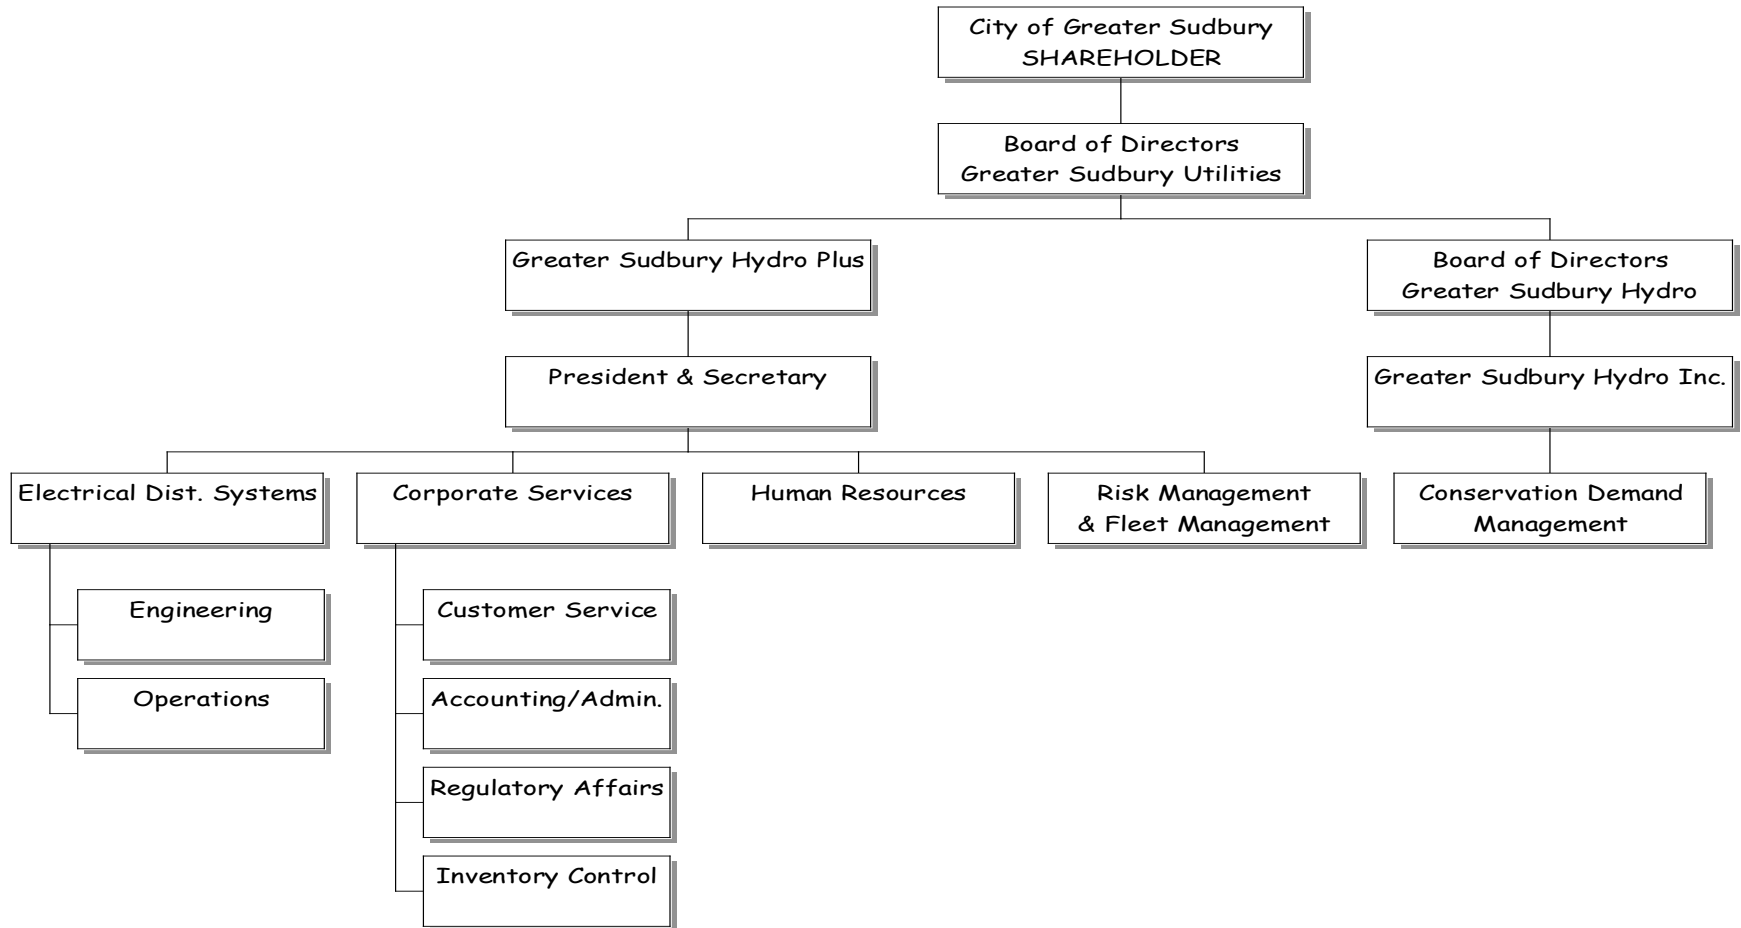 City of Greater Sudbury
SHAREHOLDER
Board of Directors
Greater Sudbury Utilities
Greater Sudbury Hydro Plus
Board of Directors
Greater Sudbury Hydro
President & Secretary
Greater Sudbury Hydro Inc.
Electrical Dist. Systems
Corporate Services
Human Resources
Risk Management
& Fleet Management
Conservation Demand
Management
Engineering
Customer Service
Operations
Accounting/Admin.
Regulatory Affairs
Inventory Control